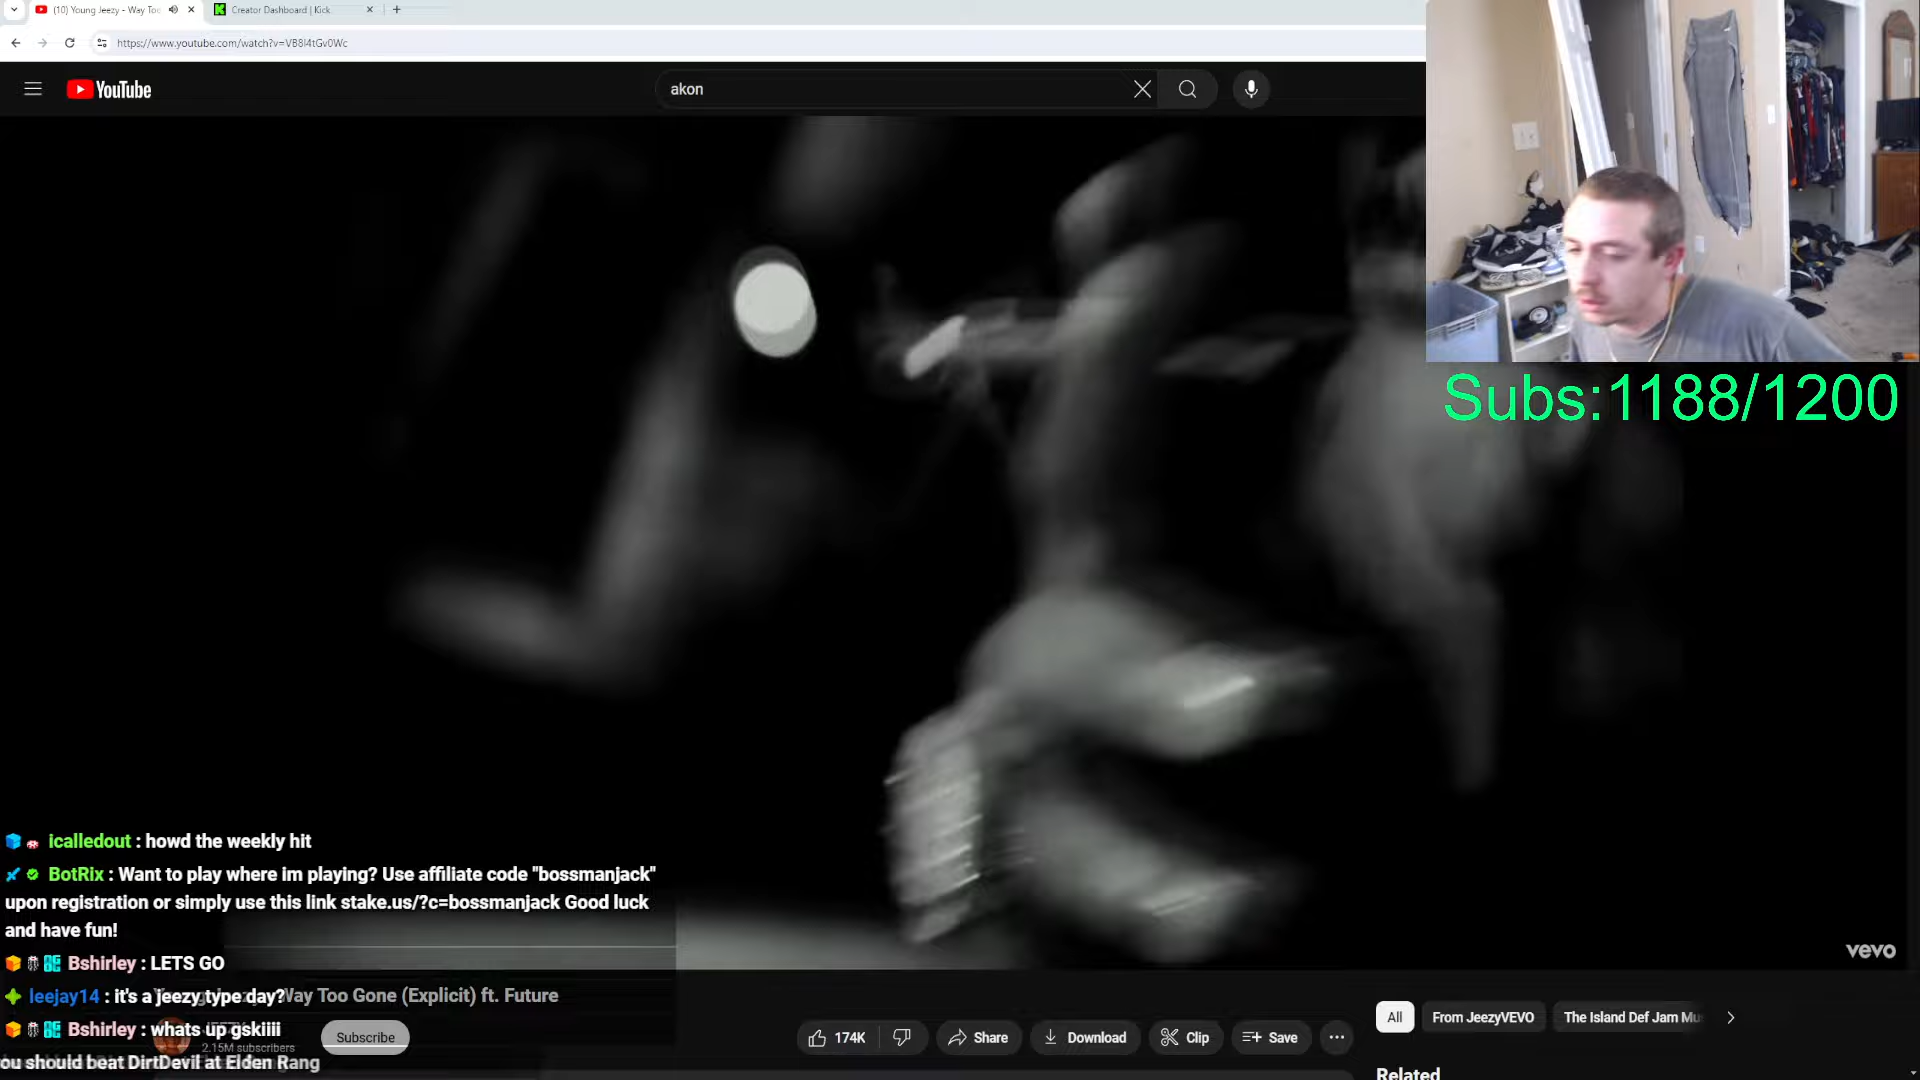 (10) Young Jeezy - Way Too
Creator Dashboard | Kick
https://www.youtube.com/watch?v=VB8I4tGv0Wc
YouTube
akon
Subs:1188/1200
icalledout : howd the weekly hit
BotRix : Want to play where im playing? Use affiliate code "bossmanjack"
upon registration or simply use this link stake.us/?c=bossmanjack Good luck
and have fun!
vevo
Bshirley : LETS GO
leejay14 : it's a jeezy type day?
Way Too Gone (Explicit) ft. Future
All
From JeezyVEVO
The Island Def Jam Mu
Bshirley : whats up gskiiii
2.15M subscribers
Subscribe
174K
Share
Download
Clip
Save
ou should beat DirtDevil at Elden Rang
Related